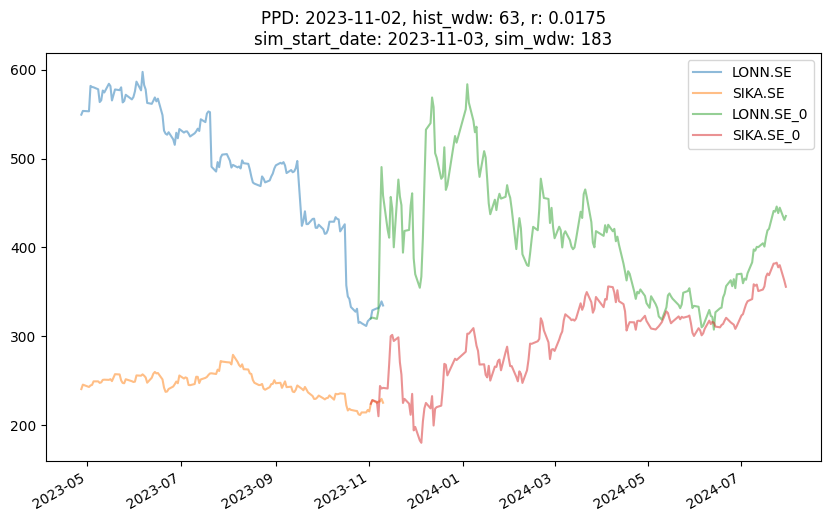 PPD: 2023-11-02, hist_wdw: 63, r: 0.0175
sim_start_date: 2023-11-03, sim_wdw: 183
LONN.SE
SIKA.SE
LONN.SE_0
SIKA.SE_0
600
500
400
300
200
2023-05
2023-07
2023-09
2023-11
2024-01
2024-03
2024-05
2024-07